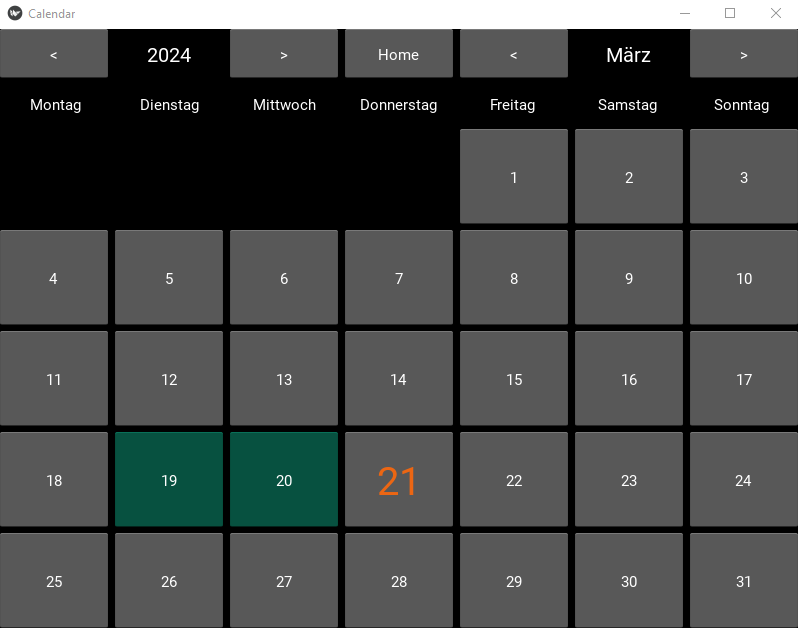 Calendar
< 2024 > Home < März >
Montag Dienstag Mittwoch Donnerstag Freitag Samstag Sonntag
1 2 3
4 5 6 7 8 9 10
11 12 13 14 15 16 17
18 19 20 21 22 23 24
25 26 27 28 29 30 31